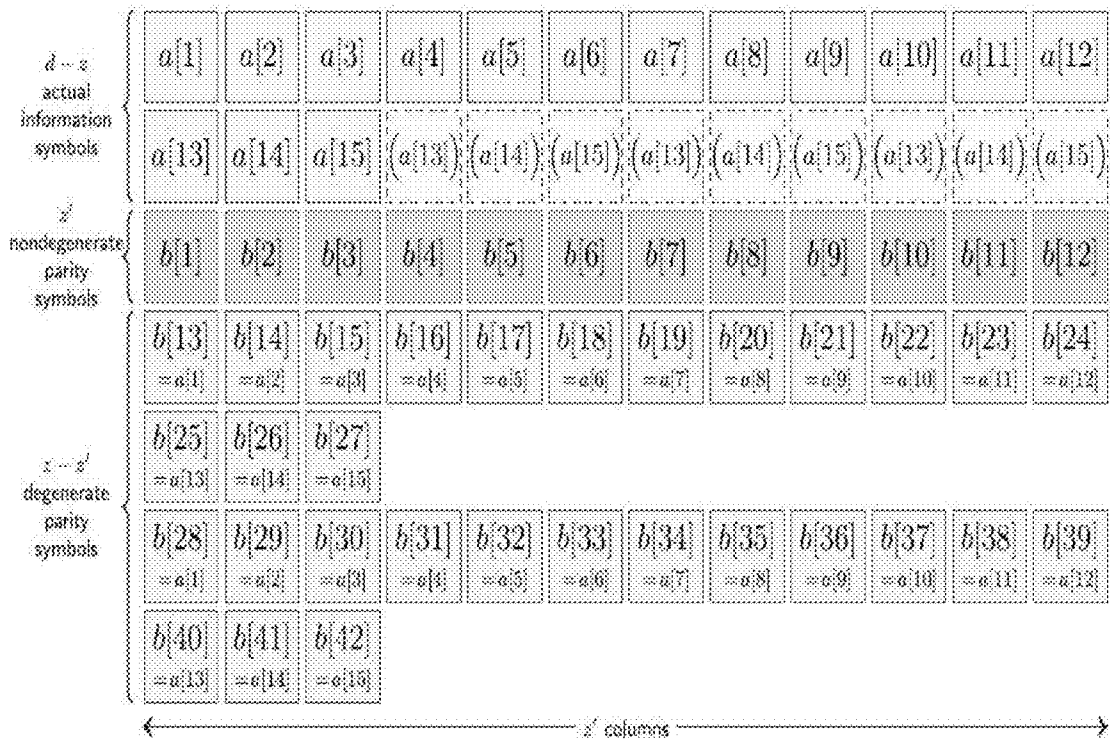 d − z
actual
information
symbols
a[1] a[2] a[3] a[4] a[5] a[6] a[7] a[8] a[9] a[10] a[11] a[12]
a[13] a[14] a[15] (a[13]) (a[14]) (a[15]) (a[13]) (a[14]) (a[15]) (a[13]) (a[14]) (a[15])
z′
nondegenerate
parity
symbols
b[1] b[2] b[3] b[4] b[5] b[6] b[7] b[8] b[9] b[10] b[11] b[12]
z − z′
degenerate
parity
symbols
b[13] b[14] b[15] b[16] b[17] b[18] b[19] b[20] b[21] b[22] b[23] b[24]
=a[1] =a[2] =a[3] =a[4] =a[5] =a[6] =a[7] =a[8] =a[9] =a[10] =a[11] =a[12]
b[25] b[26] b[27]
=a[13] =a[14] =a[15]
b[28] b[29] b[30] b[31] b[32] b[33] b[34] b[35] b[36] b[37] b[38] b[39]
=a[1] =a[2] =a[3] =a[4] =a[5] =a[6] =a[7] =a[8] =a[9] =a[10] =a[11] =a[12]
b[40] b[41] b[42]
=a[13] =a[14] =a[15]
z′ columns